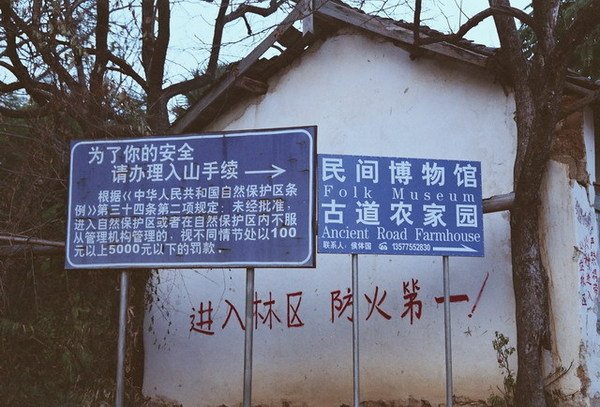 为了你的安全
请办理入山手续
根据《中华人民共和国自然保护区条
例》第三十四条第二项规定：未经批准，
进入自然保护区或者在自然保护区内不服
从管理机构管理的，视不同情节处以100
元以上5000元以下的罚款.
民间博物馆
Folk Museum
古道农家园
Ancient Road Farmhouse
联系人：侯体国 ☎ 13577552830
进入林区 防火第一！